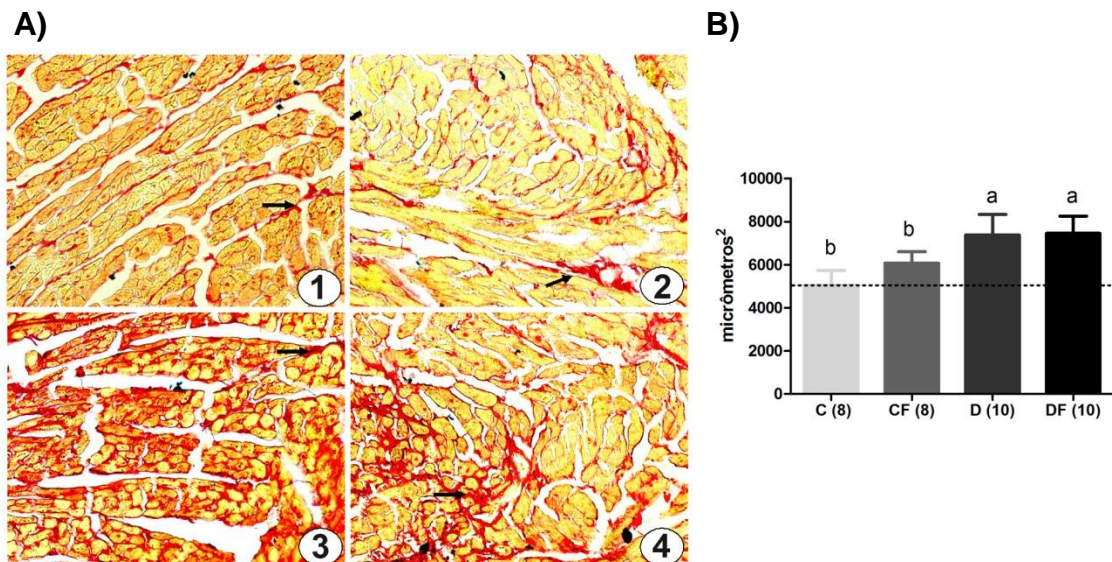 A)
B)
1
2
3
4
micrômetros²
10000
8000
6000
4000
2000
0
b
b
a
a
C (8)
CF (8)
D (10)
DF (10)